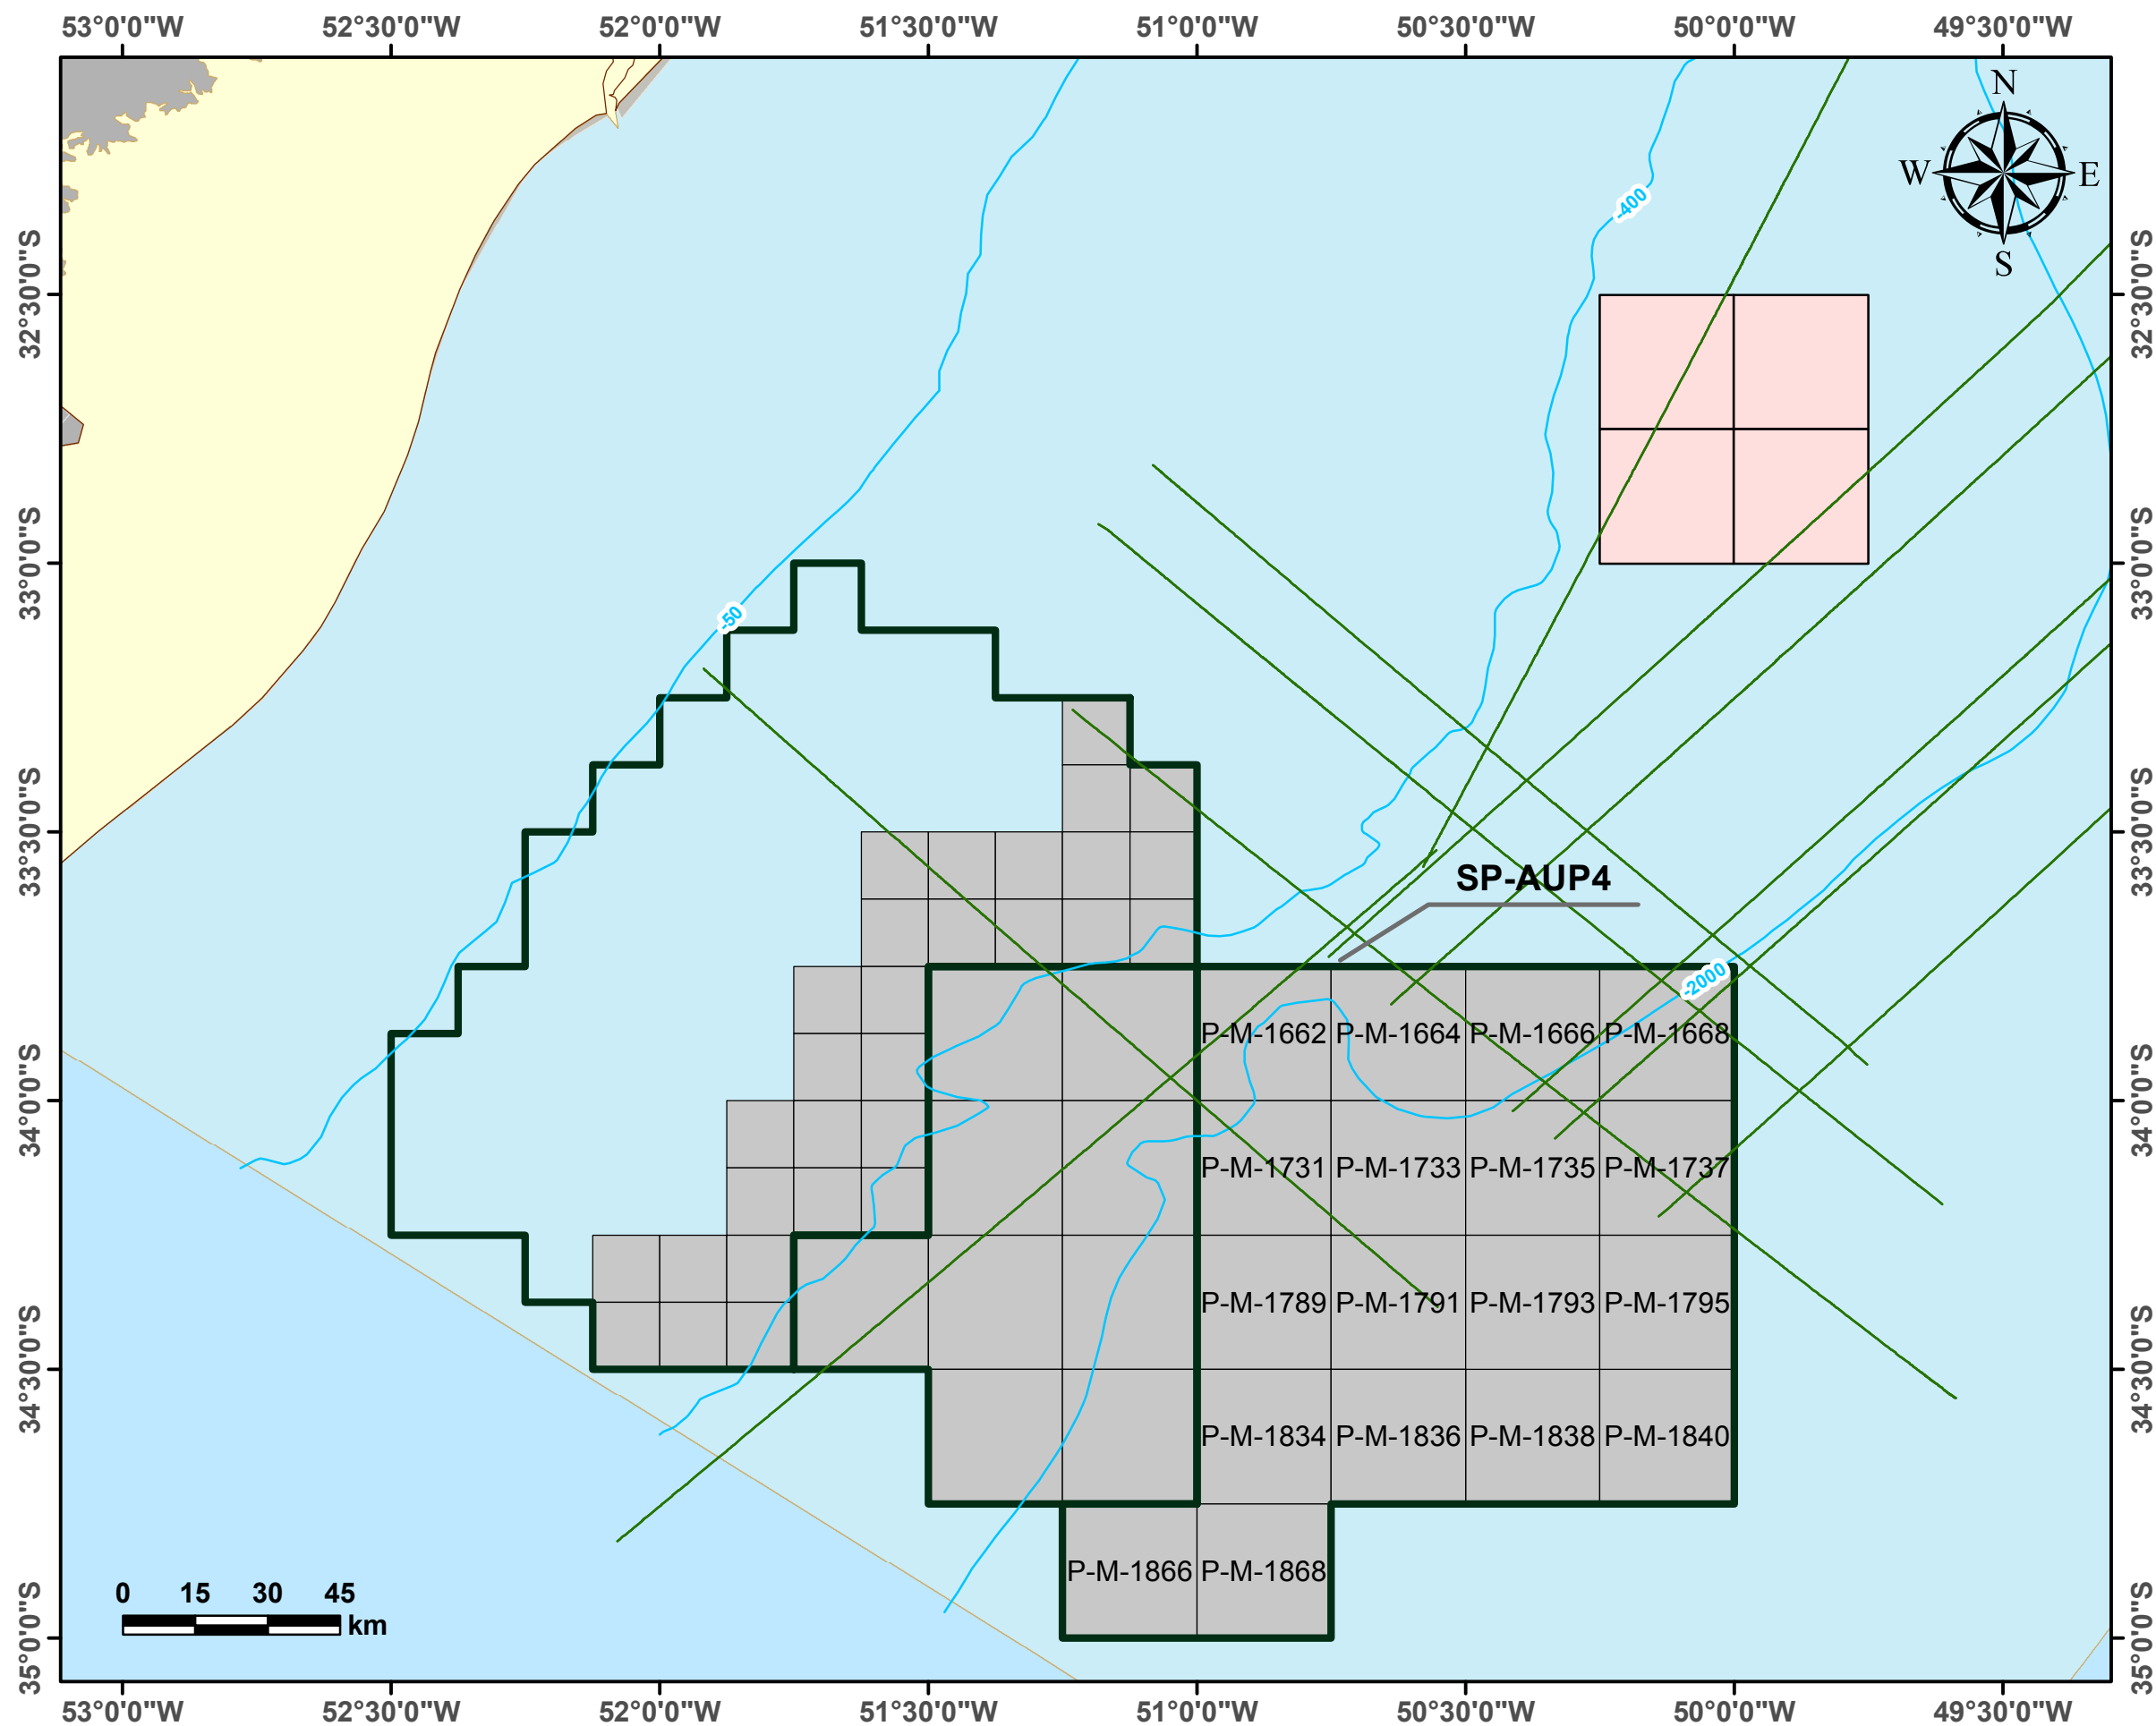 53°0'0"W 52°30'0"W 52°0'0"W 51°30'0"W 51°0'0"W 50°30'0"W 50°0'0"W 49°30'0"W
N
W E
S
-400
32°30'0"S 32°30'0"S
33°0'0"S 33°0'0"S
-50
33°30'0"S 33°30'0"S
SP-AUP4
-2000
P-M-1662 P-M-1664 P-M-1666 P-M-1668
34°0'0"S 34°0'0"S
P-M-1731 P-M-1733 P-M-1735 P-M-1737
P-M-1789 P-M-1791 P-M-1793 P-M-1795
34°30'0"S 34°30'0"S
P-M-1834 P-M-1836 P-M-1838 P-M-1840
P-M-1866 P-M-1868
0 15 30 45
km
35°0'0"S 35°0'0"S
53°0'0"W 52°30'0"W 52°0'0"W 51°30'0"W 51°0'0"W 50°30'0"W 50°0'0"W 49°30'0"W